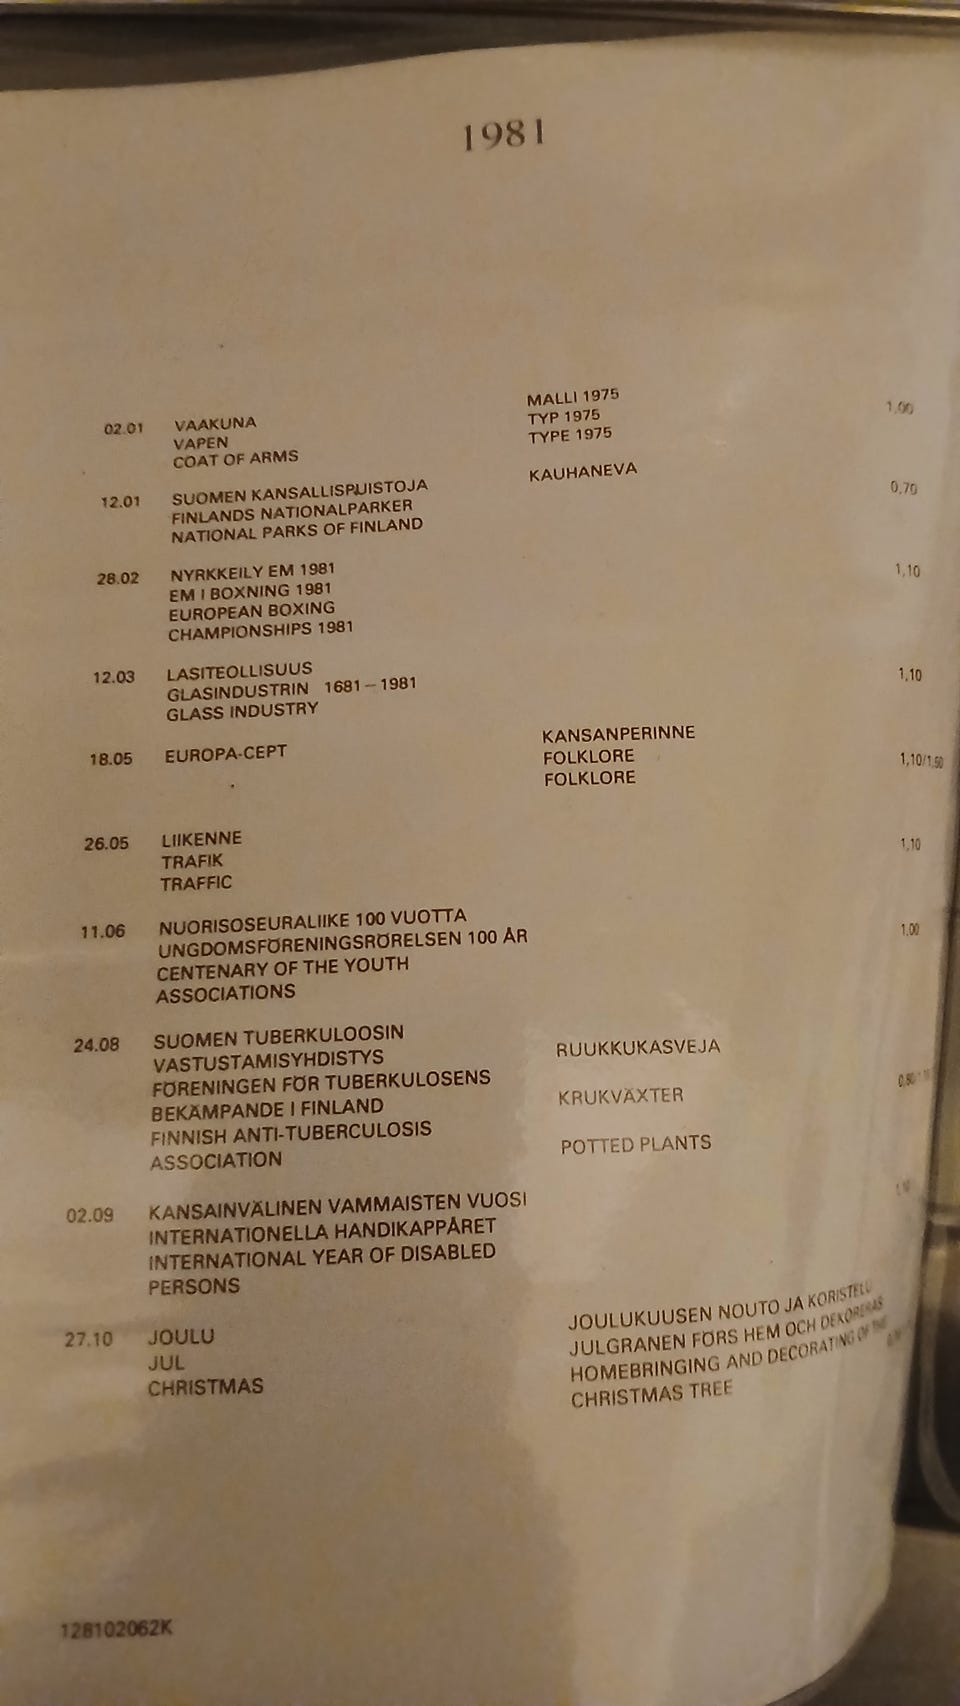 1981
02.01 VAAKUNA MALLI 1975 1,00
VAPEN TYP 1975
COAT OF ARMS TYPE 1975
12.01 SUOMEN KANSALLISPUISTOJA KAUHANEVA 0,70
FINLANDS NATIONALPARKER
NATIONAL PARKS OF FINLAND
28.02 NYRKKEILY EM 1981 1,10
EM I BOXNING 1981
EUROPEAN BOXING
CHAMPIONSHIPS 1981
12.03 LASITEOLLISUUS 1,10
GLASINDUSTRIN 1681–1981
GLASS INDUSTRY
18.05 EUROPA-CEPT KANSANPERINNE 1,10/1,50
FOLKLORE
FOLKLORE
26.05 LIIKENNE 1,10
TRAFIK
TRAFFIC
11.06 NUORISOSEURALIIKE 100 VUOTTA 1,00
UNGDOMSFÖRENINGSRÖRELSEN 100 ÅR
CENTENARY OF THE YOUTH
ASSOCIATIONS
24.08 SUOMEN TUBERKULOOSIN RUUKKUKASVEJA
VASTUSTAMISYHDISTYS
FÖRENINGEN FÖR TUBERKULOSENS KRUKVÄXTER
BEKÄMPANDE I FINLAND
FINNISH ANTI-TUBERCULOSIS POTTED PLANTS
ASSOCIATION
02.09 KANSAINVÄLINEN VAMMAISTEN VUOSI
INTERNATIONELLA HANDIKAPPÅRET
INTERNATIONAL YEAR OF DISABLED
PERSONS
27.10 JOULU JOULUKUUSEN NOUTO JA KORISTELU
JUL JULGRANEN FÖRS HEM OCH DEKORERAS
CHRISTMAS HOMEBRINGING AND DECORATING OF THE
CHRISTMAS TREE
128102062K